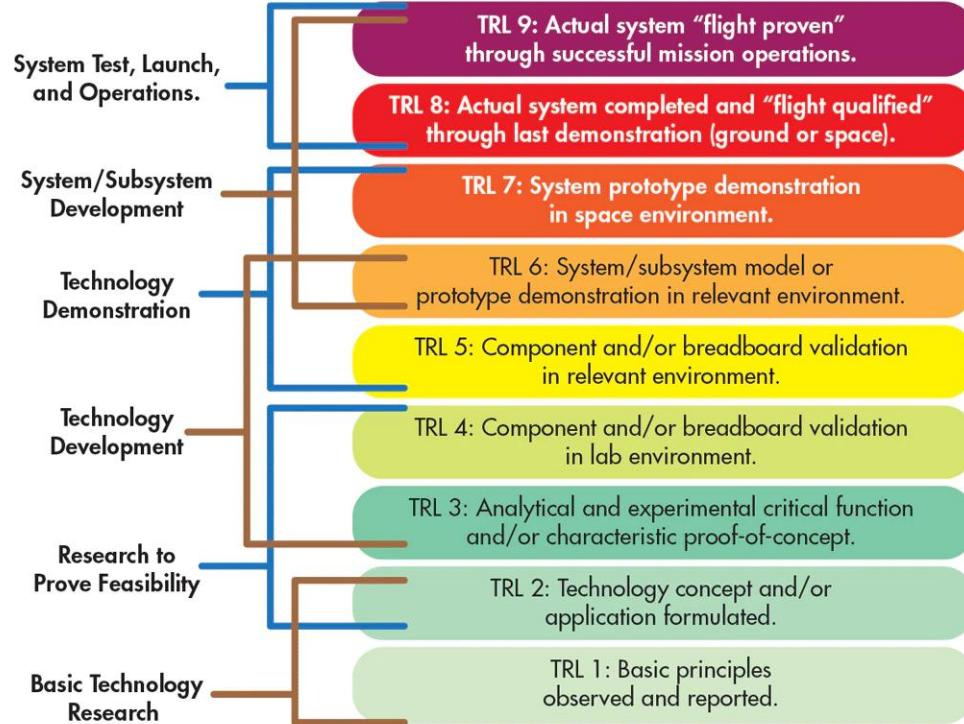 System Test, Launch,
and Operations.
System/Subsystem
Development
Technology
Demonstration
Technology
Development
Research to
Prove Feasibility
Basic Technology
Research
TRL 9: Actual system “flight proven”
through successful mission operations.
TRL 8: Actual system completed and “flight qualified”
through last demonstration (ground or space).
TRL 7: System prototype demonstration
in space environment.
TRL 6: System/subsystem model or
prototype demonstration in relevant environment.
TRL 5: Component and/or breadboard validation
in relevant environment.
TRL 4: Component and/or breadboard validation
in lab environment.
TRL 3: Analytical and experimental critical function
and/or characteristic proof-of-concept.
TRL 2: Technology concept and/or
application formulated.
TRL 1: Basic principles
observed and reported.